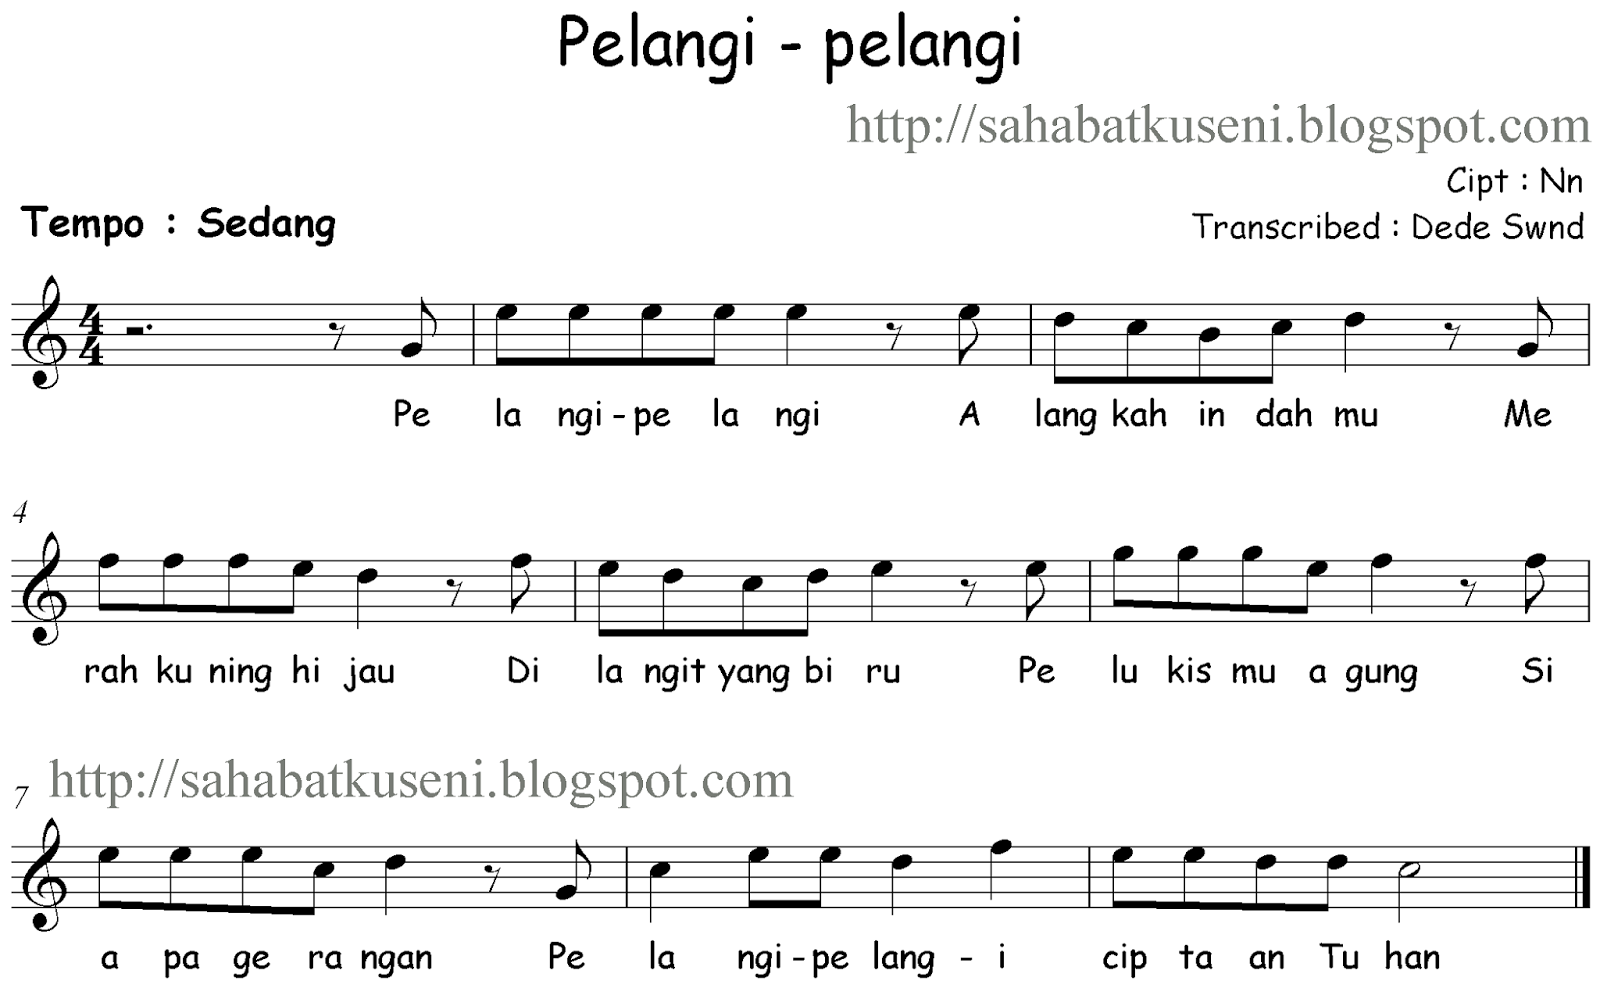 Pelangi - pelangi
http://sahabatkuseni.blogspot.com
Cipt : Nn
Tempo : Sedang
Transcribed : Dede Swnd
4
4
Pe la ngi - pe la ngi A lang kah in dah mu Me
4
rah ku ning hi jau Di la ngit yang bi ru Pe lu kis mu a gung Si
7 http://sahabatkuseni.blogspot.com
a pa ge ra ngan Pe la ngi - pe lang - i cip ta an Tu han